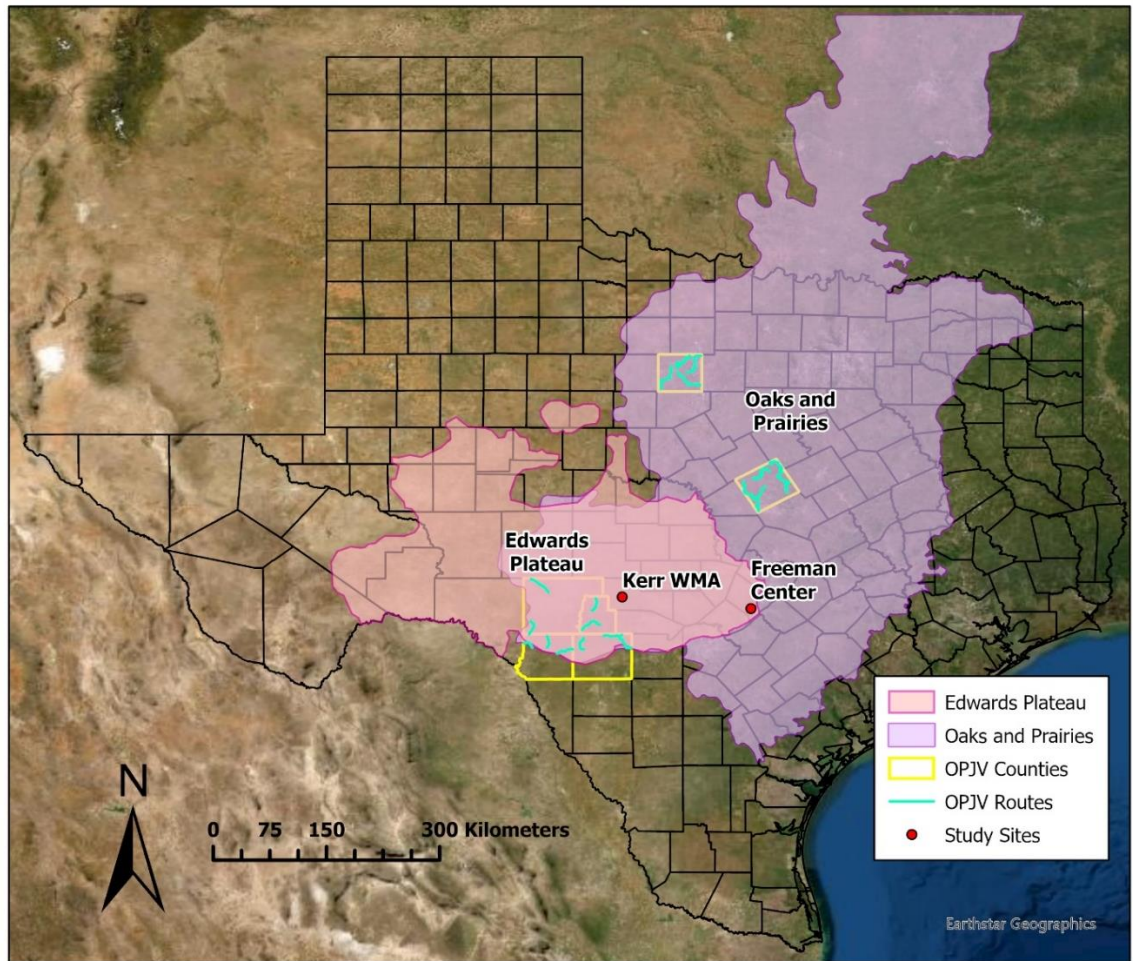 Oaks and
Prairies
Edwards
Plateau
Kerr WMA
Freeman
Center
N
0 75 150 300 Kilometers
Edwards Plateau
Oaks and Prairies
OPJV Counties
OPJV Routes
Study Sites
Earthstar Geographics